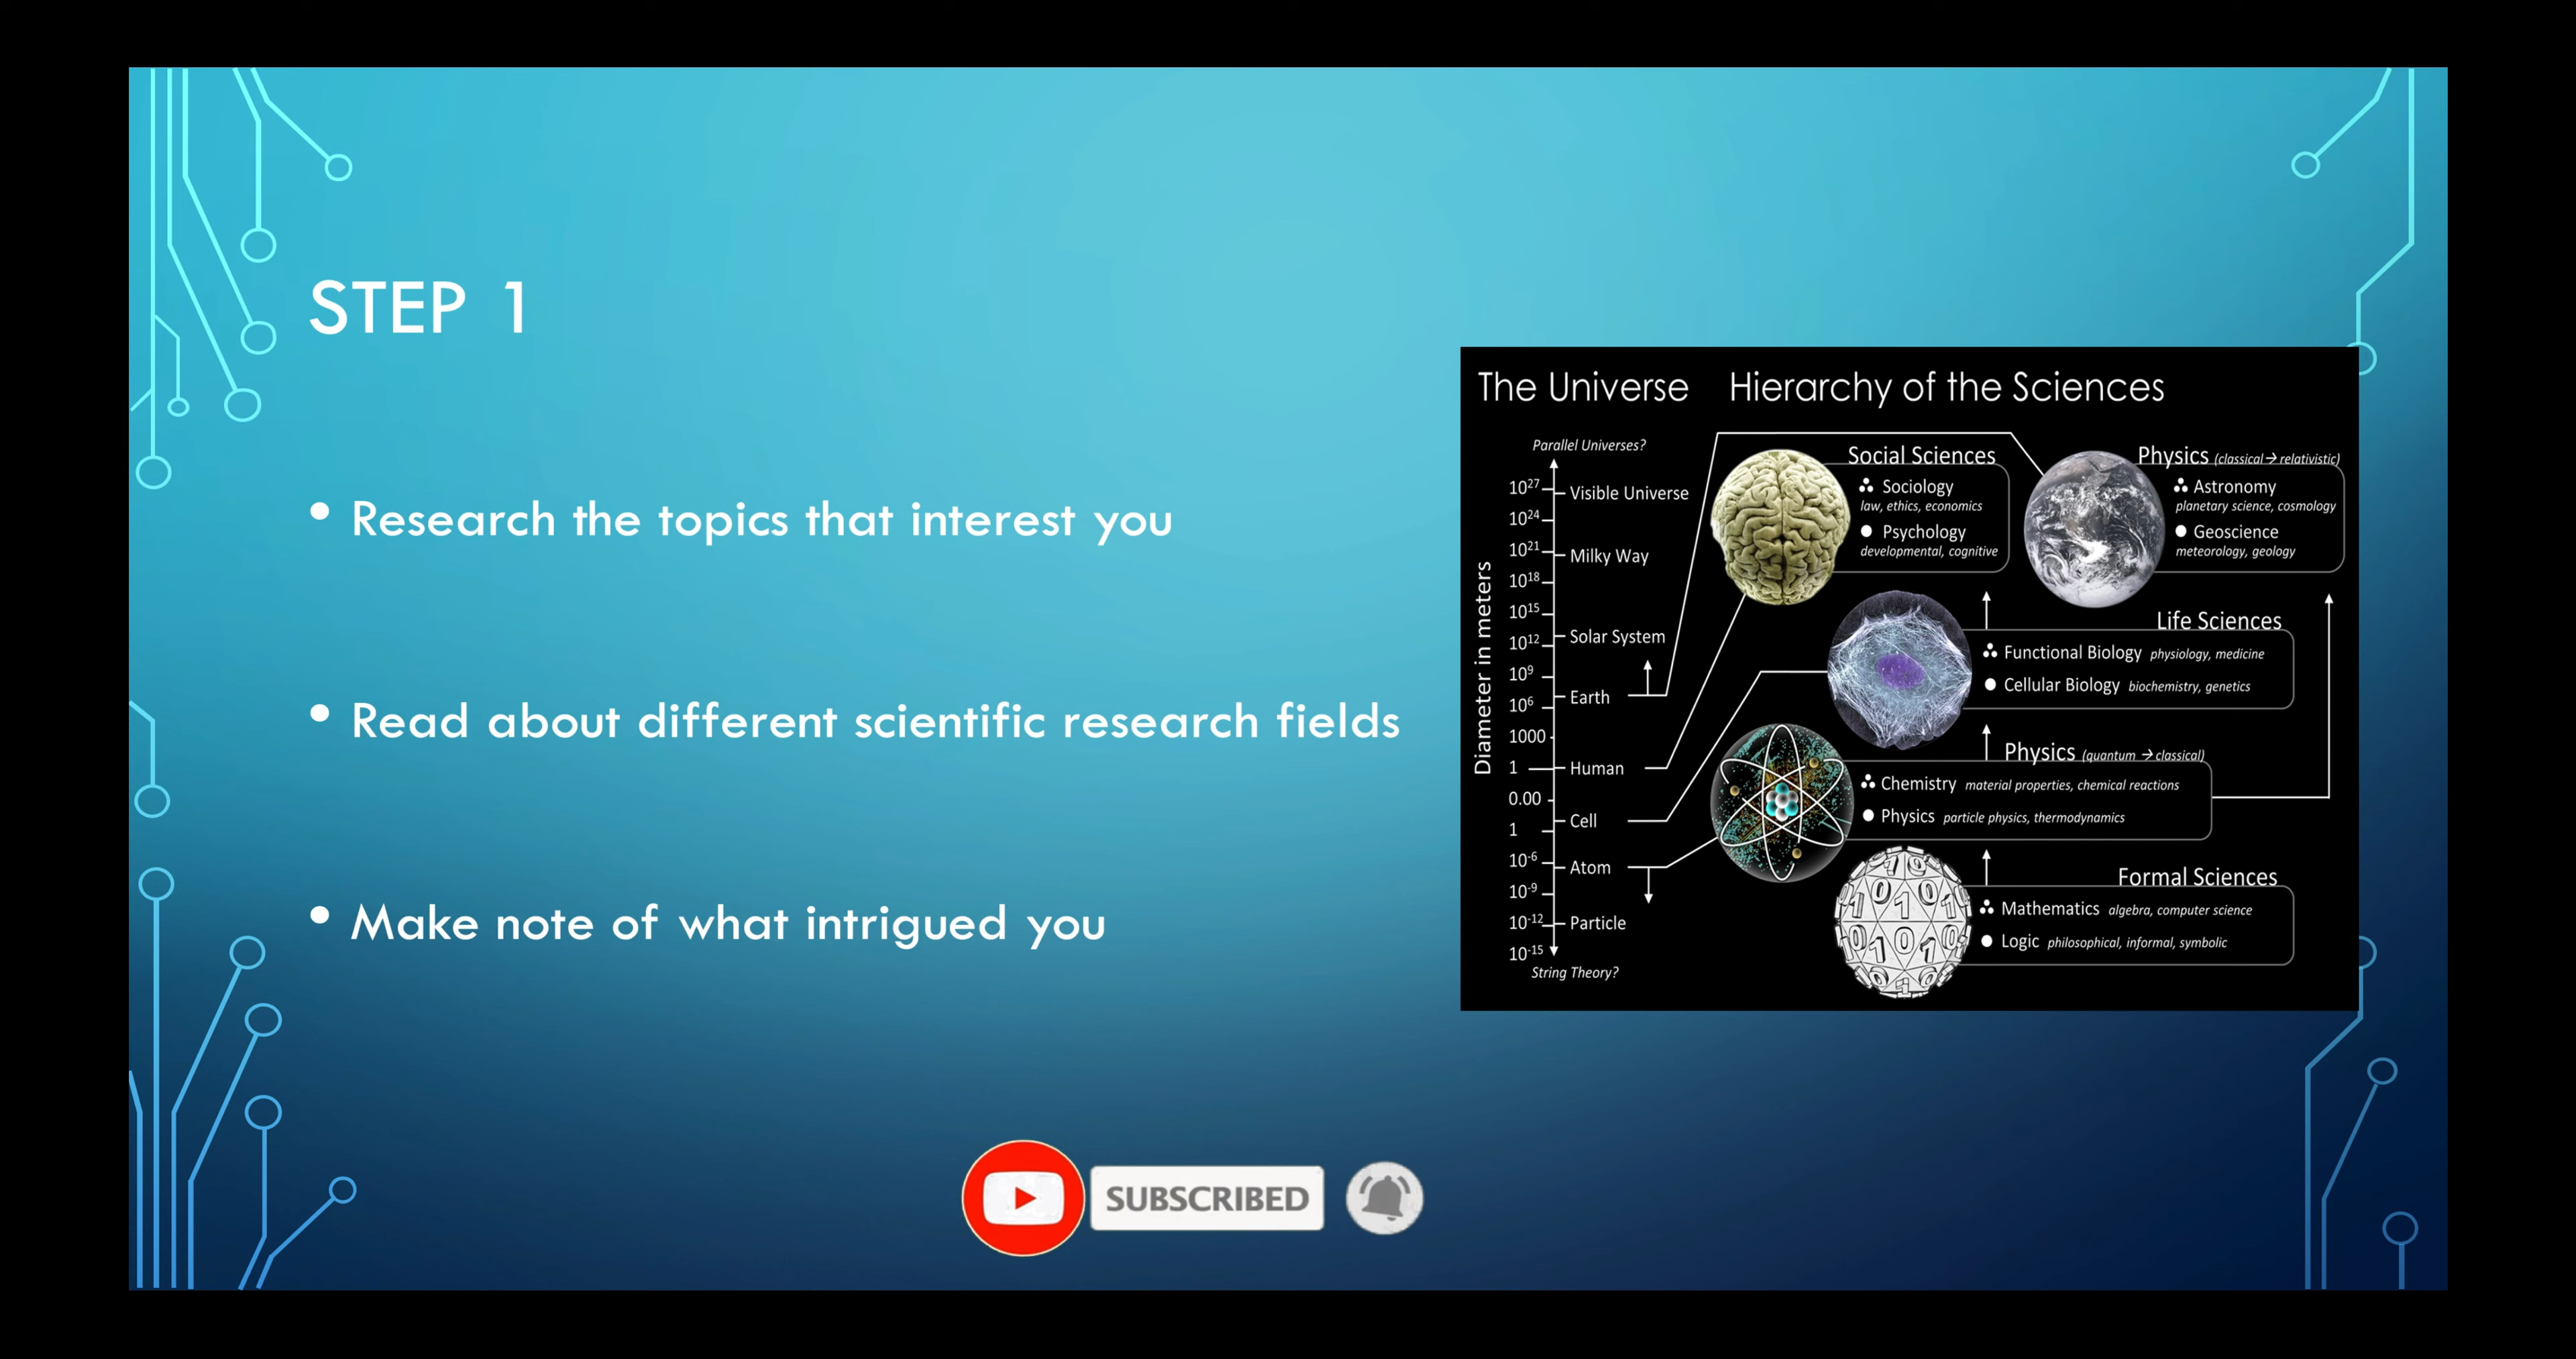 STEP 1
• Research the topics that interest you
• Read about different scientific research fields
• Make note of what intrigued you
The Universe
Hierarchy of the Sciences
Diameter in meters
Parallel Universes?
10²⁷
Visible Universe
10²⁴
10²¹
Milky Way
10¹⁸
10¹⁵
10¹²
Solar System
10⁹
Earth
10⁶
1000
1
Human
0.00
Cell
1
10⁻⁶
Atom
10⁻⁹
10⁻¹²
Particle
10⁻¹⁵
String Theory?
Social Sciences
Sociology
law, ethics, economics
Psychology
developmental, cognitive
Physics (classical → relativistic)
Astronomy
planetary science, cosmology
Geoscience
meteorology, geology
Life Sciences
Functional Biology physiology, medicine
Cellular Biology biochemistry, genetics
Physics (quantum → classical)
Chemistry material properties, chemical reactions
Physics particle physics, thermodynamics
Formal Sciences
Mathematics algebra, computer science
Logic philosophical, informal, symbolic
SUBSCRIBED